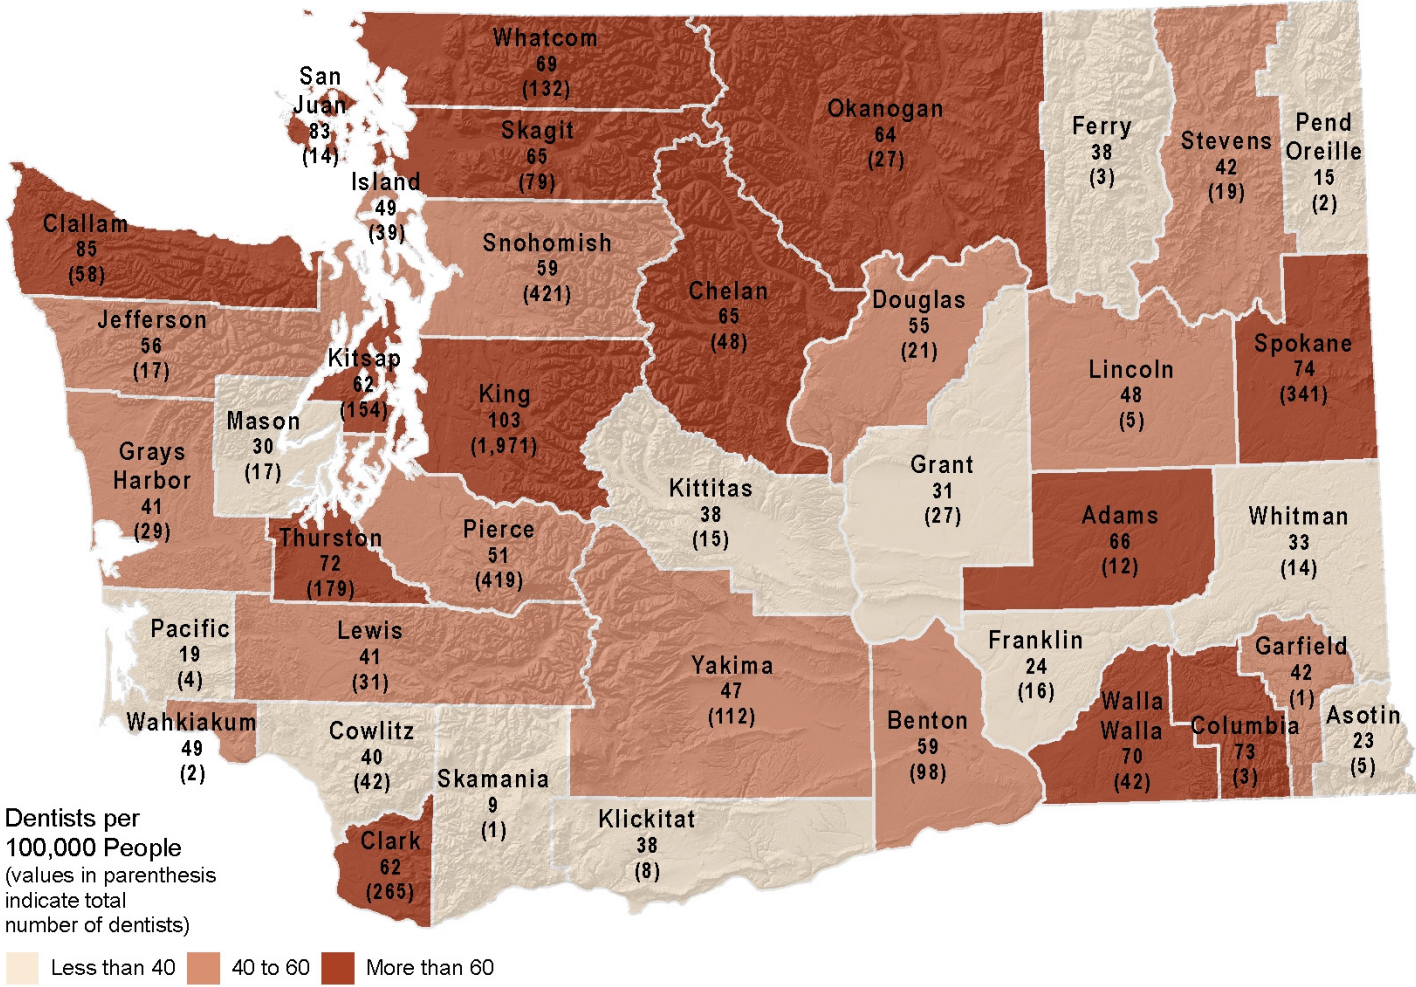 Whatcom
69
(132)
San
Juan
83
(14)
Skagit
65
(79)
Okanogan
64
(27)
Ferry
38
(3)
Stevens
42
(19)
Pend
Oreille
15
(2)
Island
49
(39)
Clallam
85
(58)
Snohomish
59
(421)
Chelan
65
(48)
Douglas
55
(21)
Jefferson
56
(17)
Kitsap
62
(154)
King
103
(1,971)
Lincoln
48
(5)
Spokane
74
(341)
Mason
30
(17)
Grays
Harbor
41
(29)
Kittitas
38
(15)
Grant
31
(27)
Adams
66
(12)
Whitman
33
(14)
Thurston
72
(179)
Pierce
51
(419)
Pacific
19
(4)
Lewis
41
(31)
Yakima
47
(112)
Franklin
24
(16)
Garfield
42
(1)
Wahkiakum
49
(2)
Cowlitz
40
(42)
Skamania
9
(1)
Benton
59
(98)
Walla
Walla
70
(42)
Columbia
73
(3)
Asotin
23
(5)
Clark
62
(265)
Klickitat
38
(8)
Dentists per
100,000 People
(values in parenthesis
indicate total
number of dentists)
Less than 40
40 to 60
More than 60